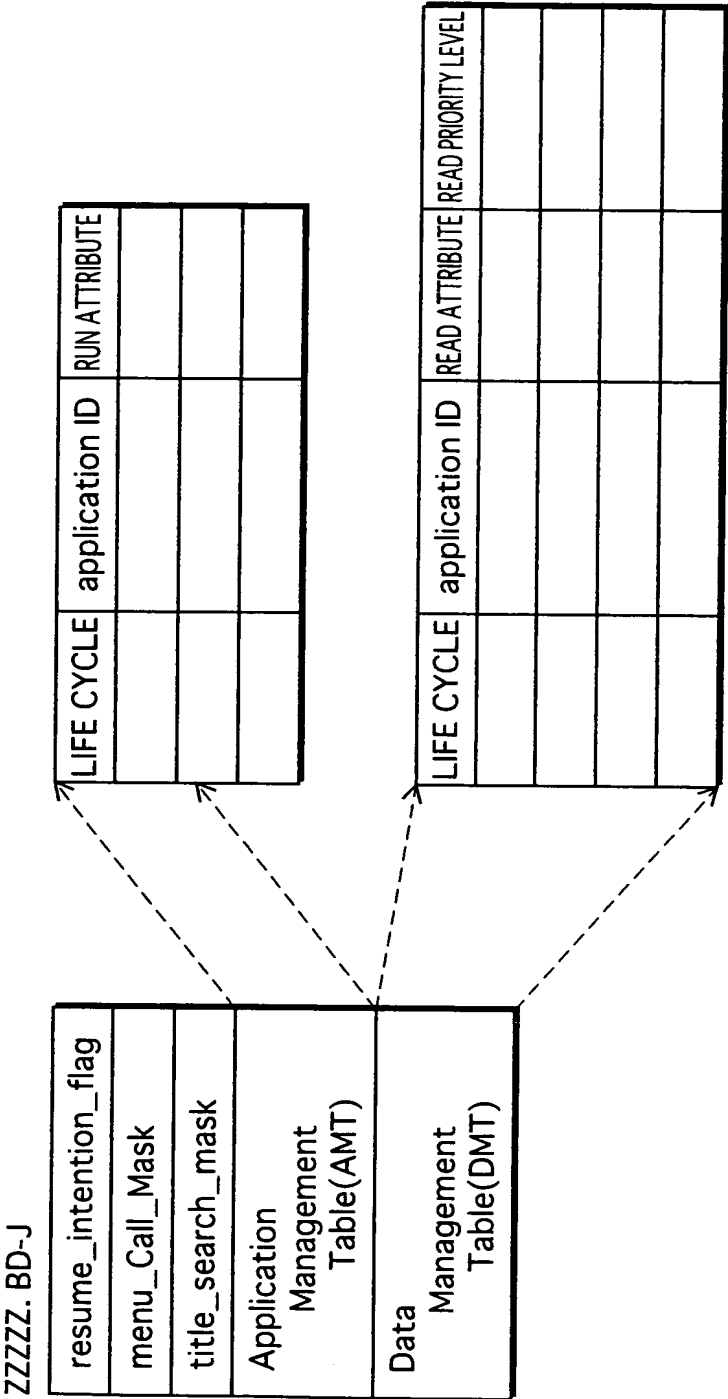 ZZZZZ. BD-J
resume_intention_flag
menu_Call_Mask
title_search_mask
Application
Management
Table(AMT)
Data
Management
Table(DMT)
LIFE CYCLE
application ID
RUN ATTRIBUTE
LIFE CYCLE
application ID
READ ATTRIBUTE
READ PRIORITY LEVEL